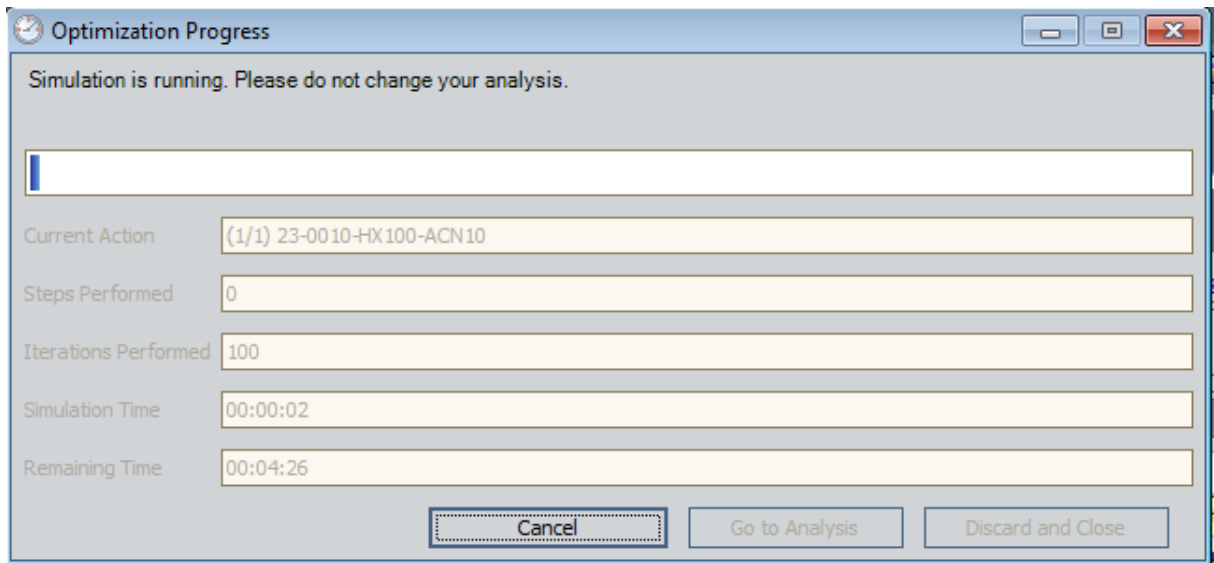 Optimization Progress
Simulation is running. Please do not change your analysis.
Current Action (1/1) 23-0010-HX100-ACN10
Steps Performed 0
Iterations Performed 100
Simulation Time 00:00:02
Remaining Time 00:04:26
Cancel Go to Analysis Discard and Close